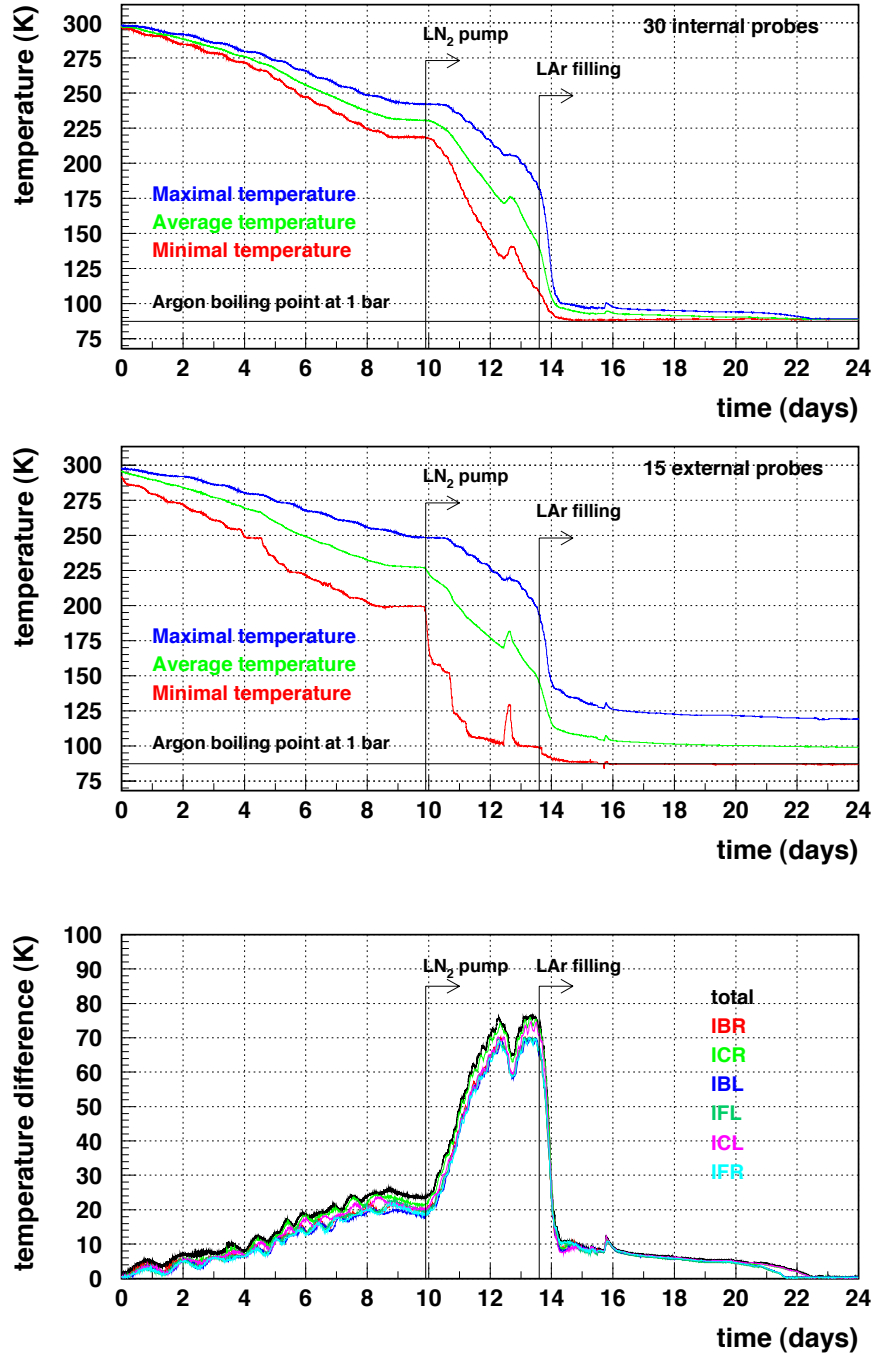 30 internal probes
LN2 pump
LAr filling
temperature (K)
300
275
250
225
200
175
150
125
100
75
Maximal temperature
Average temperature
Minimal temperature
Argon boiling point at 1 bar
0 2 4 6 8 10 12 14 16 18 20 22 24
time (days)
15 external probes
LN2 pump
LAr filling
temperature (K)
300
275
250
225
200
175
150
125
100
75
Maximal temperature
Average temperature
Minimal temperature
Argon boiling point at 1 bar
0 2 4 6 8 10 12 14 16 18 20 22 24
time (days)
LN2 pump
LAr filling
temperature difference (K)
100
90
80
70
60
50
40
30
20
10
0
total
IBR
ICR
IBL
IFL
ICL
IFR
0 2 4 6 8 10 12 14 16 18 20 22 24
time (days)